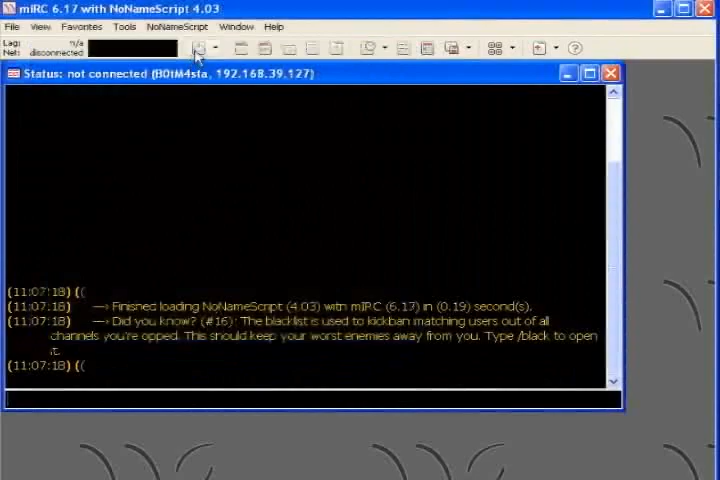 mIRC 6.17 with NoNameScript 4.03
File View Favorites Tools NoNameScript Window Help
Lag: n/a
Net: disconnected
Status: not connected (B0tM4sta, 192.168.39.127)
(11:07:18) ((
(11:07:18) —> Finished loading NoNameScript (4.03) with mIRC (6.17) in (0.19) second(s).
(11:07:18) —> Did you know? (#16): The blacklist is used to kickban matching users out of all
channels you're opped. This should keep your worst enemies away from you. Type /black to open
it.
(11:07:18) ((